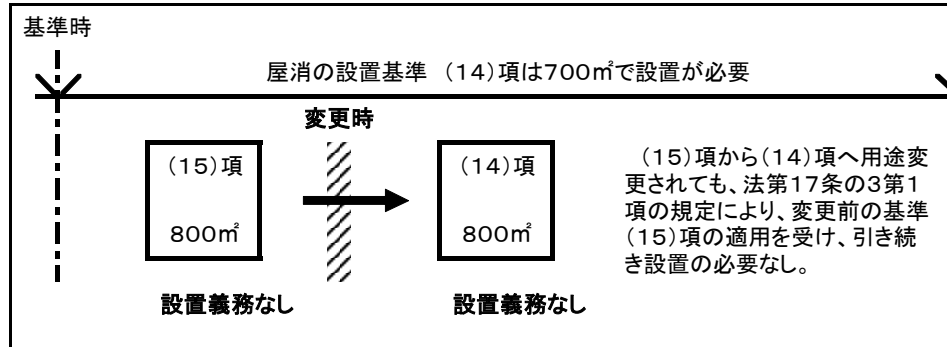 基準時
屋消の設置基準 (14)項は700㎡で設置が必要
変更時
(15)項
800㎡
設置義務なし
(14)項
800㎡
設置義務なし
(15)項から(14)項へ用途変
更されても、法第17条の3第1
項の規定により、変更前の基準
(15)項の適用を受け、引き続
き設置の必要なし。